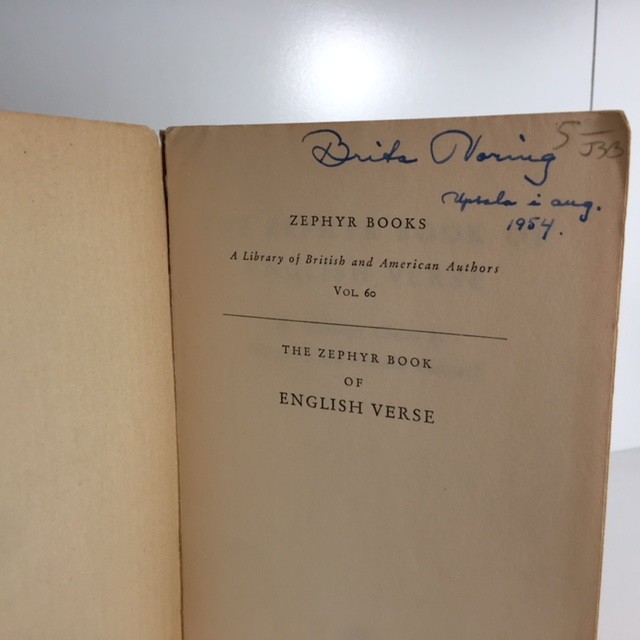 Brita Noring
5–
JBB
Upsala i aug.
1954.
ZEPHYR BOOKS
A Library of British and American Authors
VOL. 60
THE ZEPHYR BOOK
OF
ENGLISH VERSE